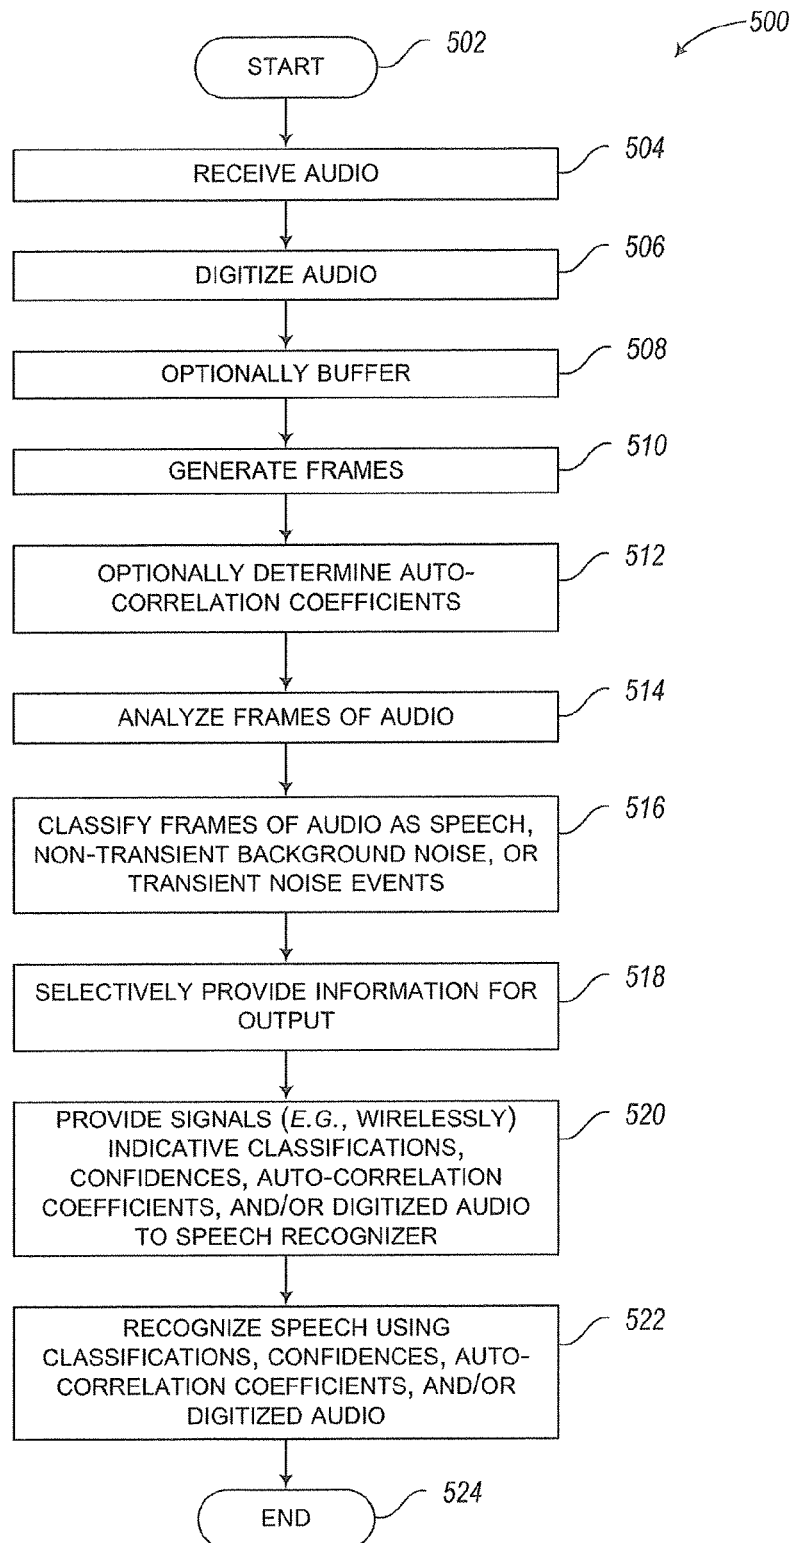 500
START
502
RECEIVE AUDIO
504
DIGITIZE AUDIO
506
OPTIONALLY BUFFER
508
GENERATE FRAMES
510
OPTIONALLY DETERMINE AUTO-
CORRELATION COEFFICIENTS
512
ANALYZE FRAMES OF AUDIO
514
CLASSIFY FRAMES OF AUDIO AS SPEECH,
NON-TRANSIENT BACKGROUND NOISE, OR
TRANSIENT NOISE EVENTS
516
SELECTIVELY PROVIDE INFORMATION FOR
OUTPUT
518
PROVIDE SIGNALS (E.G., WIRELESSLY)
INDICATIVE CLASSIFICATIONS,
CONFIDENCES, AUTO-CORRELATION
COEFFICIENTS, AND/OR DIGITIZED AUDIO
TO SPEECH RECOGNIZER
520
RECOGNIZE SPEECH USING
CLASSIFICATIONS, CONFIDENCES, AUTO-
CORRELATION COEFFICIENTS, AND/OR
DIGITIZED AUDIO
522
END
524